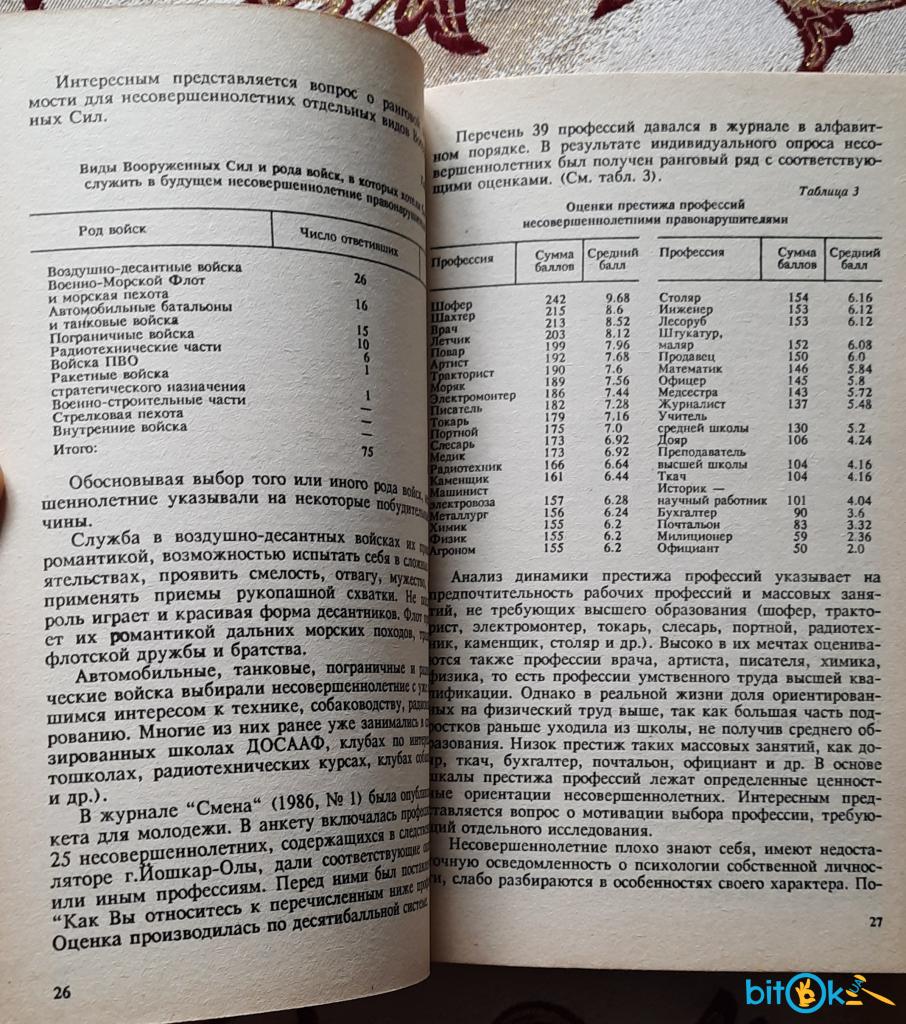 Интересным представляется вопрос о ранговой
мости для несовершеннолетних отдельных видов
ных Сил.
Виды Вооруженных Сил и рода войск, в которых
служить в будущем несовершеннолетние
Род войск
Число ответивших
Воздушно-десантные войска 26
Военно-Морской Флот
и морская пехота 16
Автомобильные батальоны
и танковые войска 15
Пограничные войска 10
Радиотехнические части 6
Войска ПВО 1
Ракетные войска
стратегического назначения 1
Военно-строительные части —
Стрелковая пехота —
Внутренние войска —
Итого: 75
Обосновывая выбор того или иного рода войск,
шеннолетние указывали на некоторые
чины.
Служба в воздушно-десантных войсках их
романтикой, возможностью испытать себя в
ятельствах, проявить смелость, отвагу,
применять приемы рукопашной схватки. Не
роль играет и красивая форма десантников. Флот
ет их романтикой дальних морских походов,
флотской дружбы и братства.
Автомобильные, танковые, пограничные и
ческие войска выбирали несовершеннолетние с
шимся интересом к технике, собаководству,
рованию. Многие из них ранее уже занимались в
зированных школах ДОСААФ, клубах по
тошколах, радиотехнических курсах, клубах
и др.).
В журнале “Смена“ (1986, № 1) была
кета для молодежи. В анкету включалась
25 несовершеннолетних, содержащихся в
ляторе г.Йошкар-Олы, дали соответствующие
или иным профессиям. Перед ними был
“Как Вы относитесь к перечисленным ниже
Оценка производилась по десятибалльной системе.
26
Перечень 39 профессий давался в журнале в алфавит-
ном порядке. В результате индивидуального опроса несо-
вершеннолетних был получен ранговый ряд с соответствую-
щими оценками. (См. табл. 3).
Таблица 3
Оценки престижа профессий
несовершеннолетними правонарушителями
Профессия Сумма баллов Средний балл Профессия Сумма баллов Средний балл
Шофер 242 9.68 Столяр 154 6.16
Шахтер 215 8.6 Инженер 153 6.12
Врач 213 8.52 Лесоруб 153 6.12
Летчик 203 8.12 Штукатур,
Повар 199 7.96 маляр 152 6.08
Артист 192 7.68 Продавец 150 6.0
Тракторист 190 7.6 Математик 146 5.84
Моряк 189 7.56 Офицер 145 5.8
Электромонтер 186 7.44 Медсестра 143 5.72
Писатель 182 7.28 Журналист 137 5.48
Токарь 179 7.16 Учитель
Портной 175 7.0 средней школы 130 5.2
Слесарь 173 6.92 Дояр 106 4.24
Медик 173 6.92 Преподаватель
Радиотехник 166 6.64 высшей школы 104 4.16
Каменщик 161 6.44 Ткач 104 4.16
Машинист Историк —
электровоза 157 6.28 научный работник 101 4.04
Металлург 156 6.24 Бухгалтер 90 3.6
Химик 155 6.2 Почтальон 83 3.32
Физик 155 6.2 Милиционер 59 2.36
Агроном 155 6.2 Официант 50 2.0
Анализ динамики престижа профессий указывает на
предпочтительность рабочих профессий и массовых заня-
тий, не требующих высшего образования (шофер, тракто-
рист, электромонтер, токарь, слесарь, портной, радиотех-
ник, каменщик, столяр и др.). Высоко в их мечтах оценива-
ются также профессии врача, артиста, писателя, химика,
физика, то есть профессии умственного труда высшей ква-
лификации. Однако в реальной жизни доля ориентирован-
ных на физический труд выше, так как большая часть под-
ростков раньше уходила из школы, не получив среднего об-
разования. Низок престиж таких массовых занятий, как до-
яр, ткач, бухгалтер, почтальон, официант и др. В основе
шкалы престижа профессий лежат определенные ценност-
ные ориентации несовершеннолетних. Интересным пред-
ставляется вопрос о мотивации выбора профессии, требую-
щий отдельного исследования.
Несовершеннолетние плохо знают себя, имеют недоста-
точную осведомленность о психологии собственной личнос-
ти, слабо разбираются в особенностях своего характера. По-
27
bitok.ua